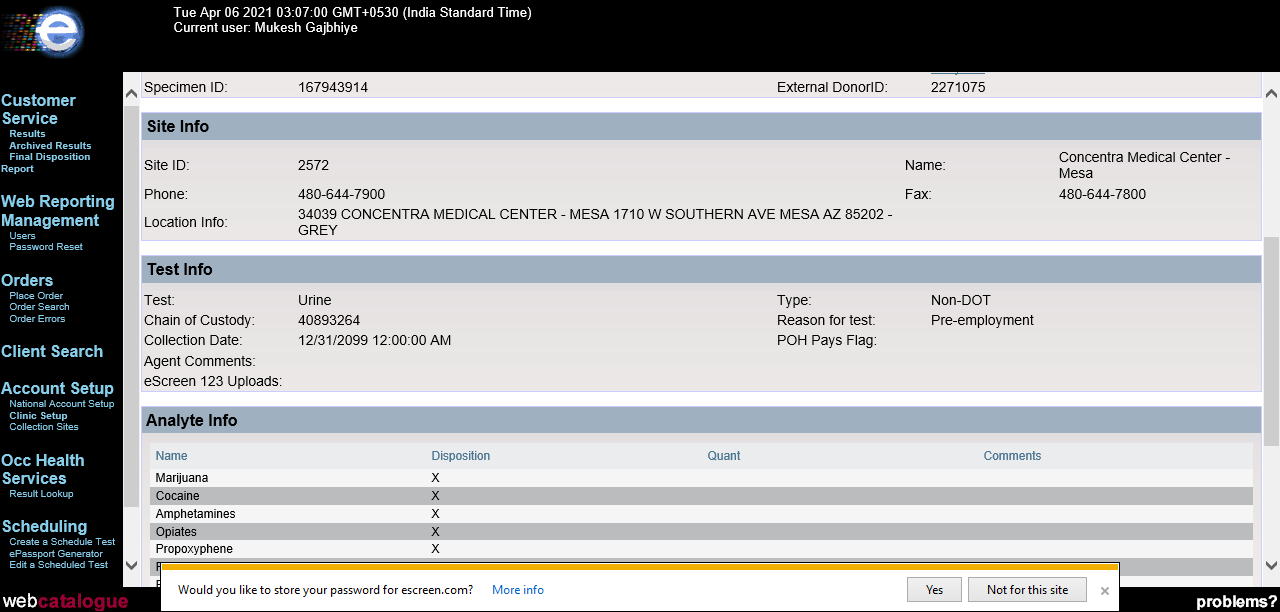 Tue Apr 06 2021 03:07:00 GMT+0530 (India Standard Time)
Current user: Mukesh Gajbhiye
e
Customer
Service
Results
Archived Results
Final Disposition
Report
Web Reporting
Management
Users
Password Reset
Orders
Place Order
Order Search
Order Errors
Client Search
Account Setup
National Account Setup
Clinic Setup
Collection Sites
Occ Health
Services
Result Lookup
Scheduling
Create a Schedule Test
ePassport Generator
Edit a Scheduled Test
webcatalogue
Specimen ID: 167943914 External DonorID: 2271075
Site Info
Site ID: 2572 Name: Concentra Medical Center -
Mesa
Phone: 480-644-7900 Fax: 480-644-7800
Location Info: 34039 CONCENTRA MEDICAL CENTER - MESA 1710 W SOUTHERN AVE MESA AZ 85202 -
GREY
Test Info
Test: Urine Type: Non-DOT
Chain of Custody: 40893264 Reason for test: Pre-employment
Collection Date: 12/31/2099 12:00:00 AM POH Pays Flag:
Agent Comments:
eScreen 123 Uploads:
Analyte Info
Name Disposition Quant Comments
Marijuana X
Cocaine X
Amphetamines X
Opiates X
Propoxyphene X
Would you like to store your password for escreen.com? More info Yes Not for this site ×
problems?